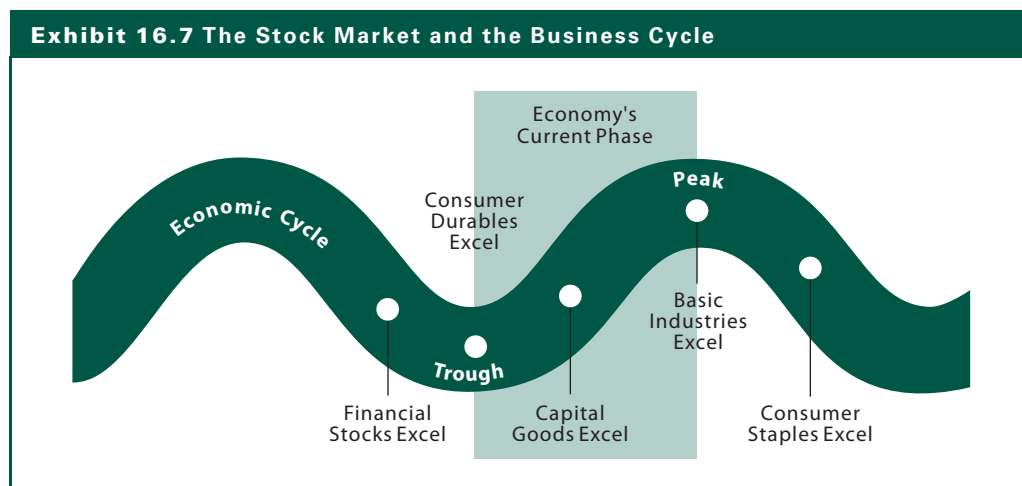 Exhibit 16.7 The Stock Market and the Business Cycle
Economy's
Current Phase
Economic Cycle
Consumer
Durables
Excel
Peak
Trough
Basic
Industries
Excel
Financial
Stocks Excel
Capital
Goods Excel
Consumer
Staples Excel